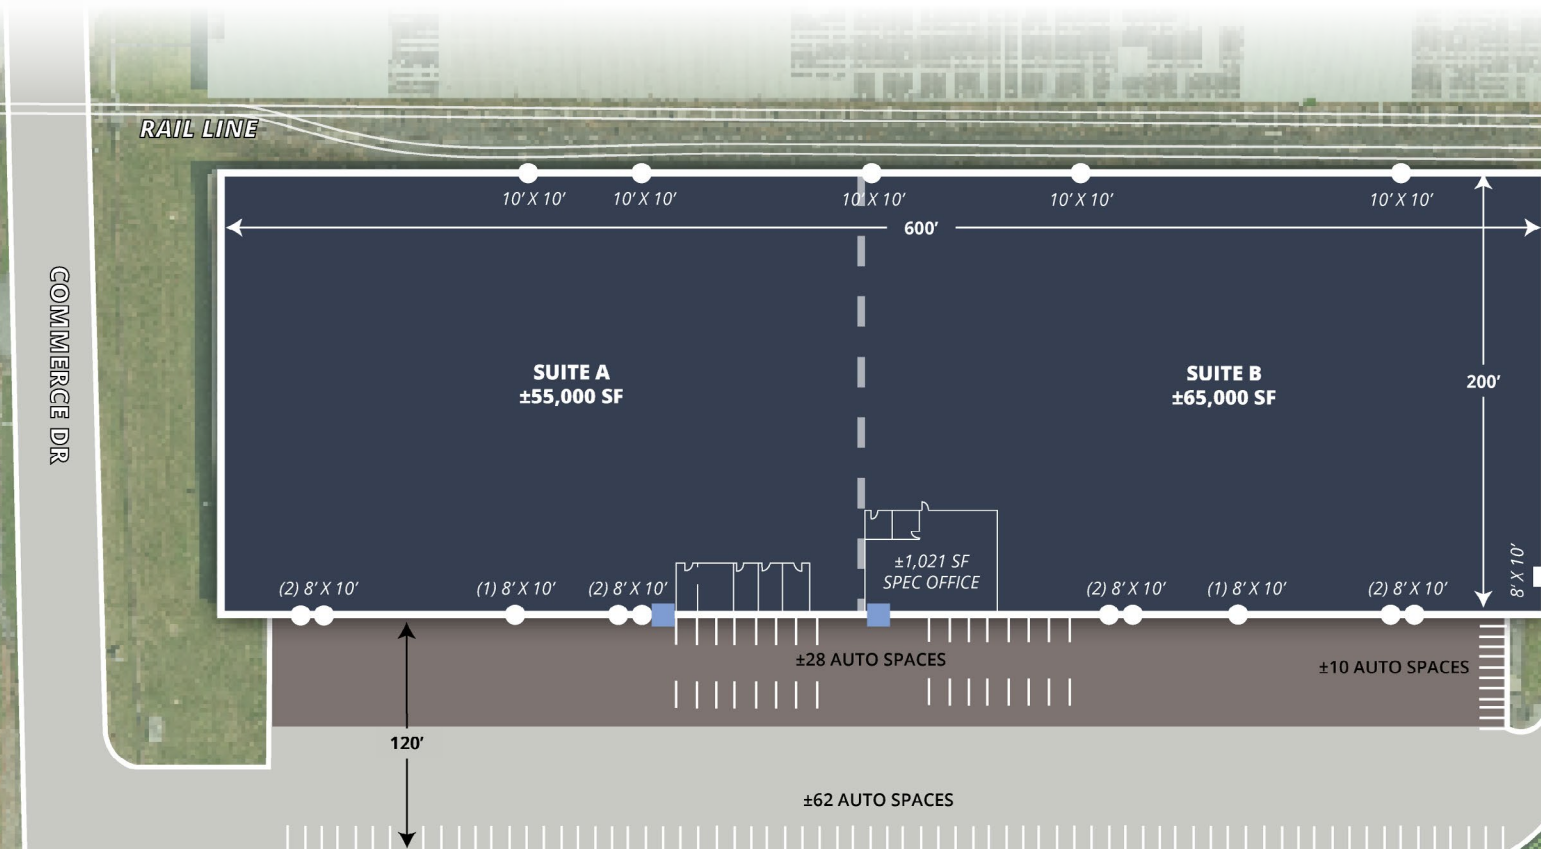 RAIL LINE
10' X 10'
10' X 10'
10' X 10'
10' X 10'
10' X 10'
600'
COMMERCE DR
SUITE A
±55,000 SF
SUITE B
±65,000 SF
200'
±1,021 SF
SPEC OFFICE
8' X 10'
(2) 8' X 10'
(1) 8' X 10'
(2) 8' X 10'
(2) 8' X 10'
(1) 8' X 10'
(2) 8' X 10'
±28 AUTO SPACES
±10 AUTO SPACES
120'
±62 AUTO SPACES